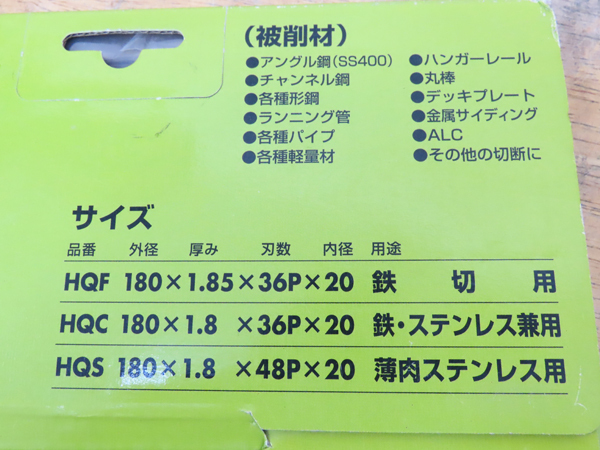 (被削材)
●アングル鋼(SS400)
●チャンネル鋼
●各種形鋼
●ランニング管
●各種パイプ
●各種軽量材
●ハンガーレール
●丸棒
●デッキプレート
●金属サイディング
●ALC
●その他の切断に
サイズ
品番 外径 厚み 刃数 内径 用途
HQF 180×1.85×36P×20 鉄切用
HQC 180×1.8 ×36P×20 鉄・ステンレス兼用
HQS 180×1.8 ×48P×20 薄肉ステンレス用